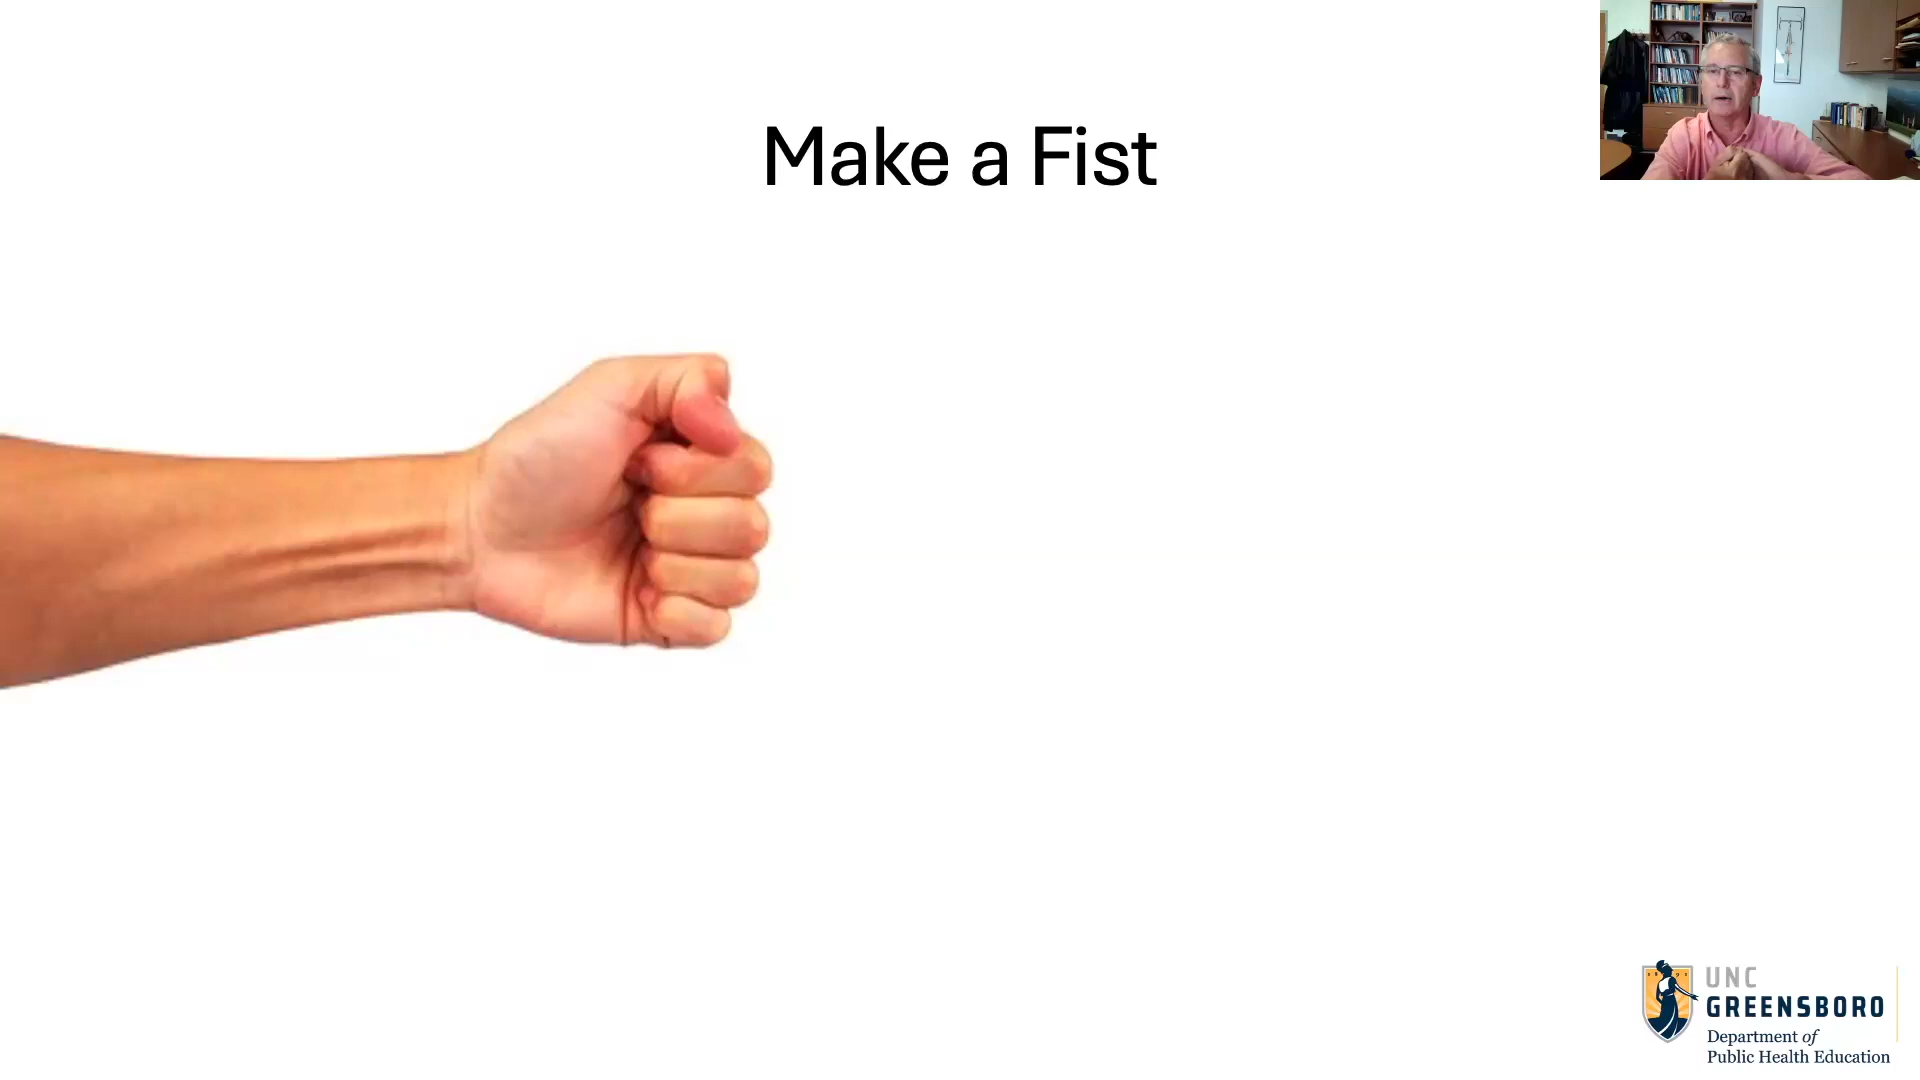 Make a Fist
UNC
GREENSBORO
Department of
Public Health Education